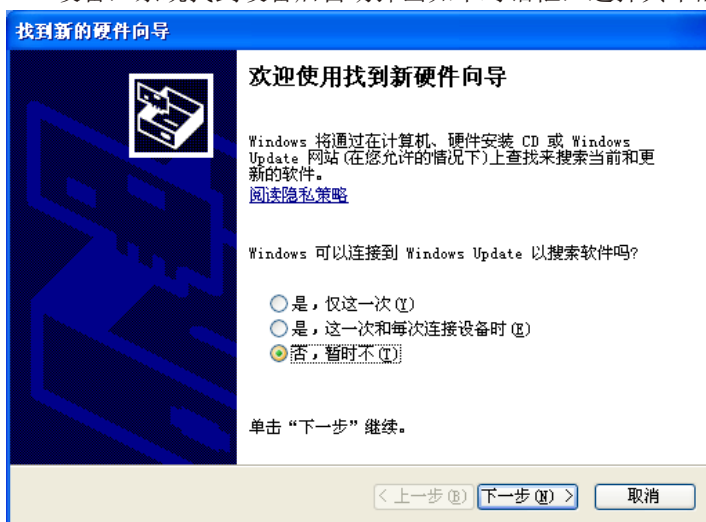 找到新的硬件向导
欢迎使用找到新硬件向导
Windows 将通过在计算机、硬件安装 CD 或 Windows
Update 网站(在您允许的情况下)上查找来搜索当前和更
新的软件。
阅读隐私策略
Windows 可以连接到 Windows Update 以搜索软件吗?
是,仅这一次(Y)
是,这一次和每次连接设备时(E)
否,暂时不(T)
单击“下一步”继续。
< 上一步(B) 下一步(N) > 取消